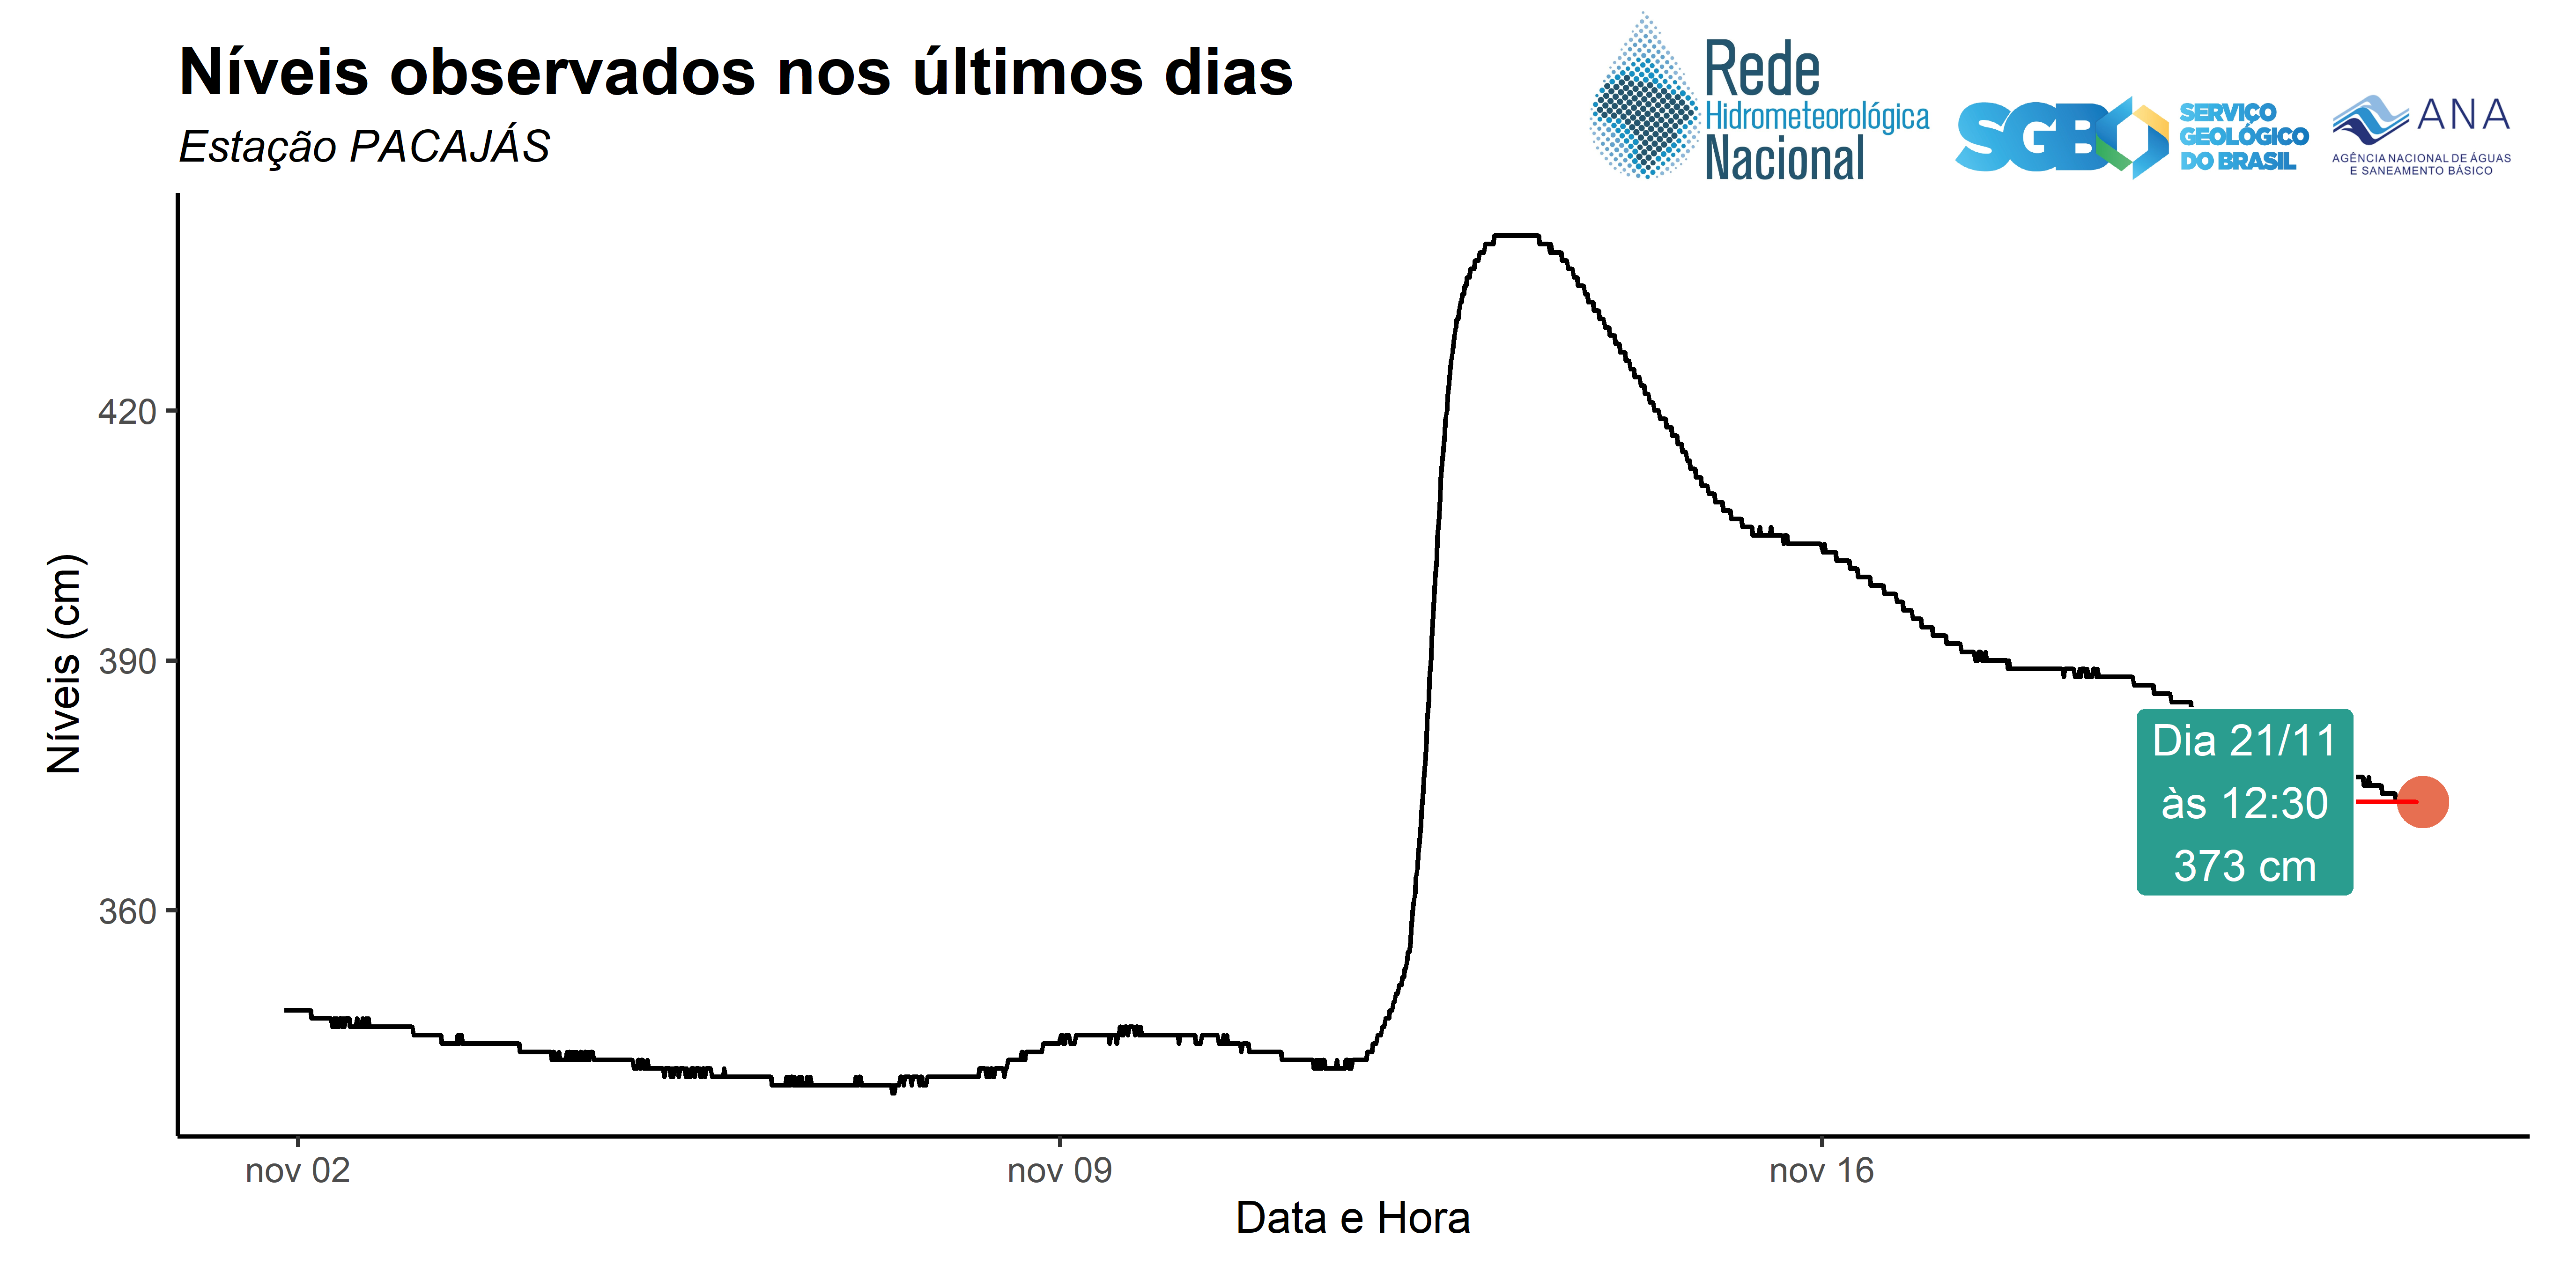 Níveis observados nos últimos dias
Estação PACAJÁS
Rede
Hidrometeorológica
Nacional
SGB
SERVIÇO
GEOLÓGICO
DO BRASIL
ANA
AGÊNCIA NACIONAL DE ÁGUAS
E SANEAMENTO BÁSICO
Níveis (cm)
420
390
360
Dia 21/11
às 12:30
373 cm
nov 02
nov 09
nov 16
Data e Hora